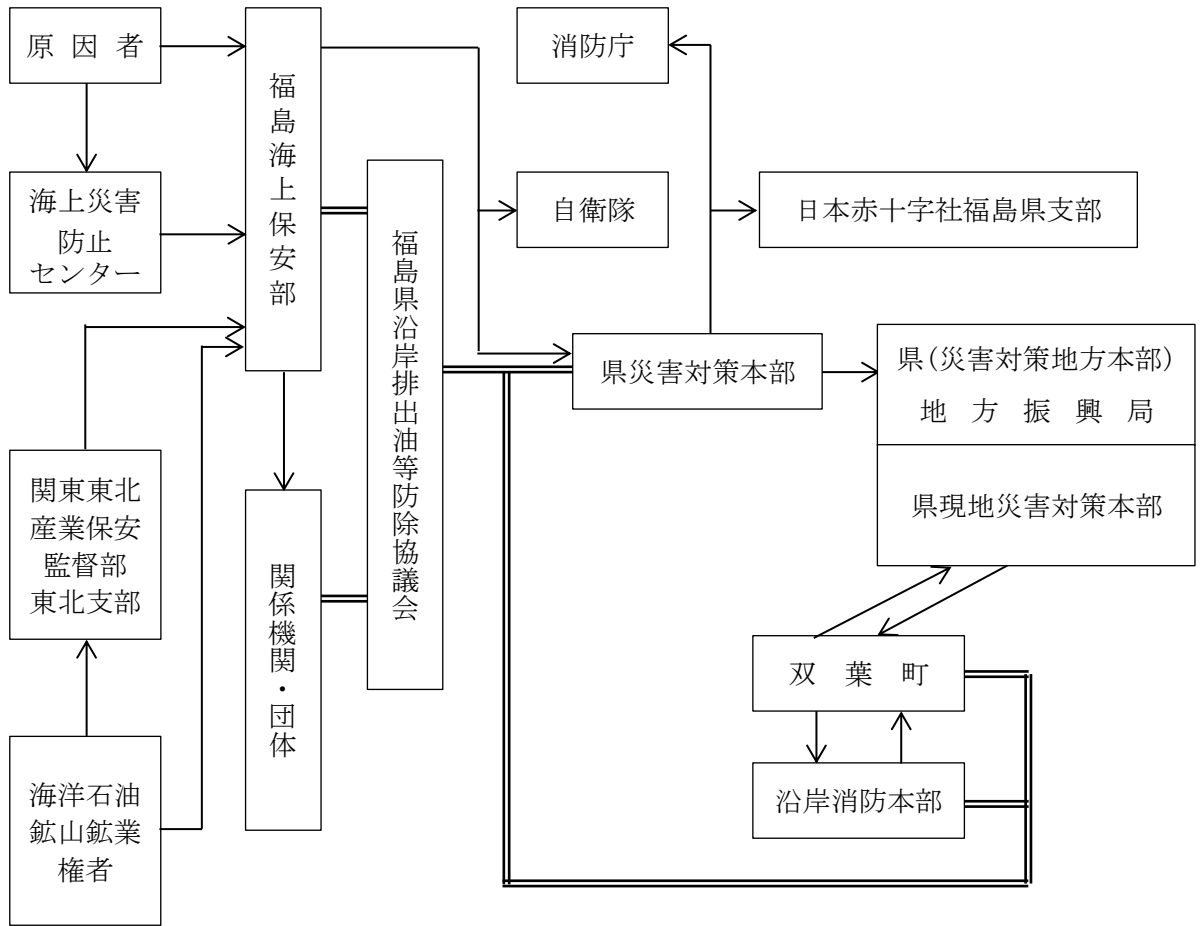 原因者
海上災害
防止
センター
関東東北
産業保安
監督部
東北支部
海洋石油
鉱山鉱業
権者
福島海上保安部
関係機関・団体
福島県沿岸排出油等防除協議会
消防庁
自衛隊
日本赤十字社福島県支部
県災害対策本部
県(災害対策地方本部)
地方振興局
県現地災害対策本部
双葉町
沿岸消防本部